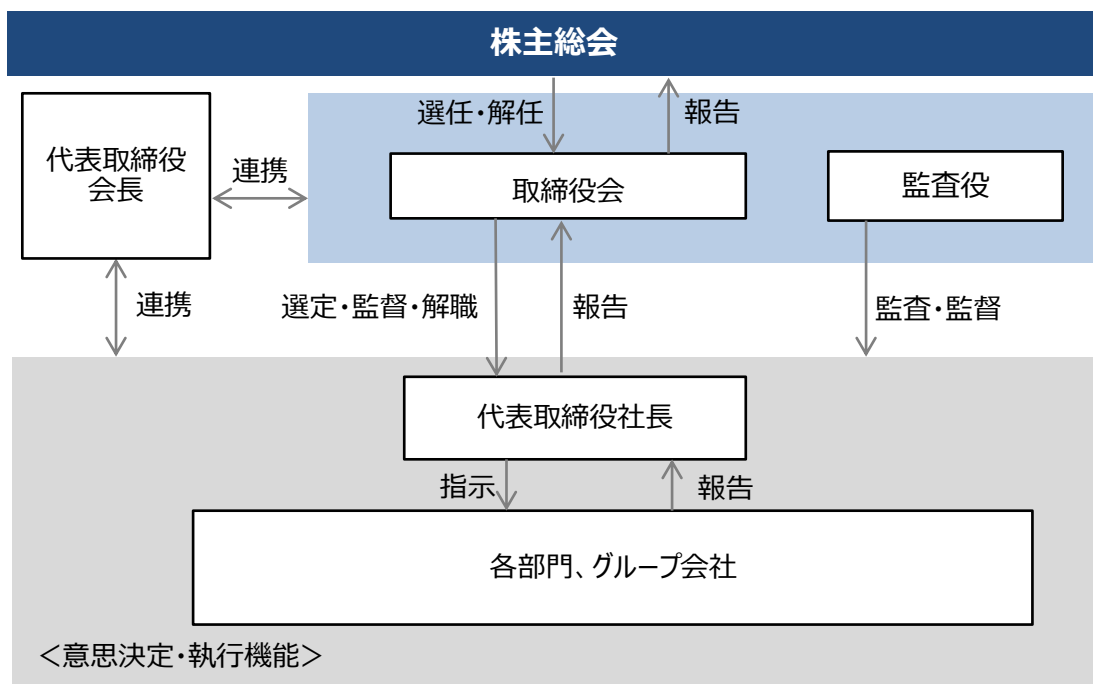 株主総会
選任・解任
報告
代表取締役
会長
連携
取締役会
監査役
連携
選定・監督・解職
報告
監査・監督
代表取締役社長
指示
報告
各部門、グループ会社
＜意思決定・執行機能＞